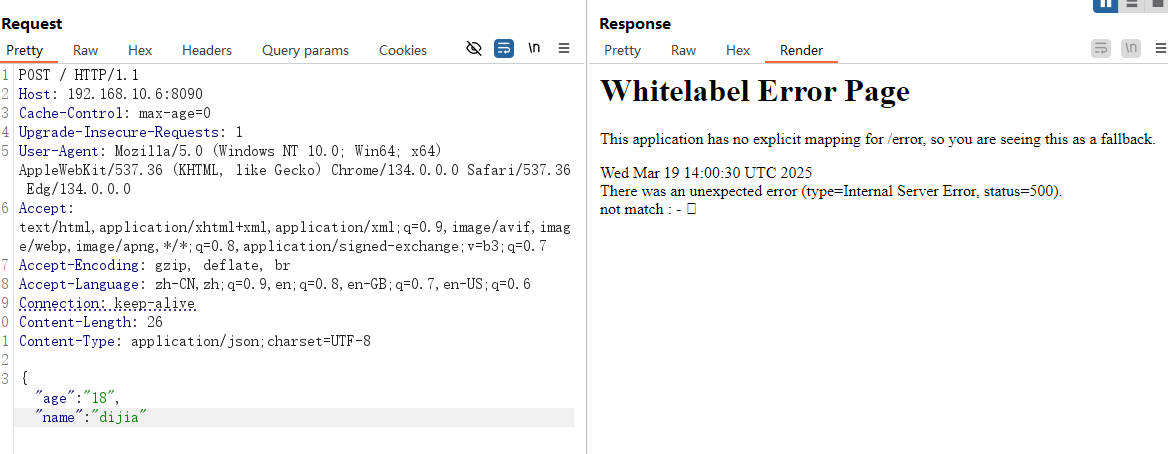 Request
Pretty Raw Hex Headers Query params Cookies \n
1 POST / HTTP/1.1
2 Host: 192.168.10.6:8090
3 Cache-Control: max-age=0
4 Upgrade-Insecure-Requests: 1
5 User-Agent: Mozilla/5.0 (Windows NT 10.0; Win64; x64)
AppleWebKit/537.36 (KHTML, like Gecko) Chrome/134.0.0.0 Safari/537.36
Edg/134.0.0.0
6 Accept:
text/html,application/xhtml+xml,application/xml;q=0.9,image/avif,imag
e/webp,image/apng,*/*;q=0.8,application/signed-exchange;v=b3;q=0.7
7 Accept-Encoding: gzip, deflate, br
8 Accept-Language: zh-CN,zh;q=0.9,en;q=0.8,en-GB;q=0.7,en-US;q=0.6
9 Connection: keep-alive
0 Content-Length: 26
1 Content-Type: application/json;charset=UTF-8
2
3 {
"age":"18",
"name":"dijia"
Response
Pretty Raw Hex Render \n
Whitelabel Error Page
This application has no explicit mapping for /error, so you are seeing this as a fallback.
Wed Mar 19 14:00:30 UTC 2025
There was an unexpected error (type=Internal Server Error, status=500).
not match : -